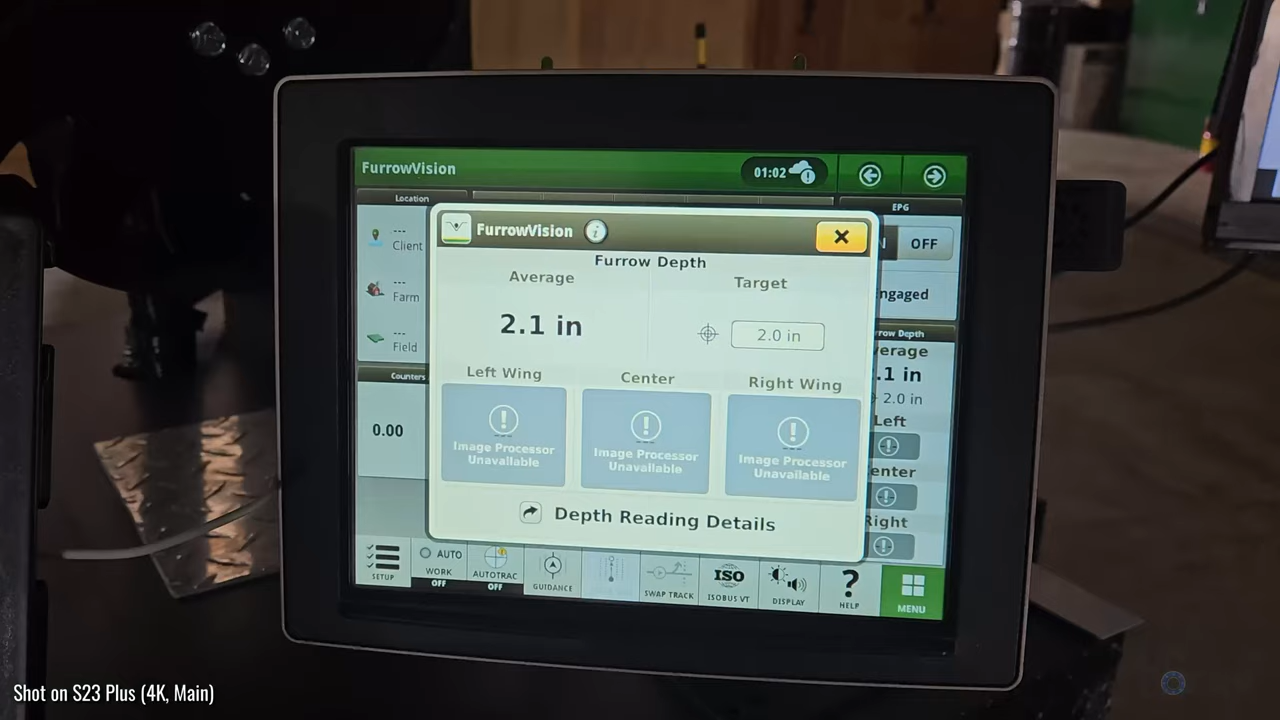 FurrowVision
01:02
Location
EPG
---
Client
---
Farm
---
Field
Counters
0.00
OFF
FurrowVision
Furrow Depth
Average
Target
2.1 in
2.0 in
Left Wing
Center
Right Wing
Image Processor
Unavailable
Image Processor
Unavailable
Image Processor
Unavailable
Depth Reading Details
ngaged
row Depth
verage
.1 in
2.0 in
Left
enter
Right
SETUP
AUTO
WORK
OFF
AUTOTRAC
OFF
GUIDANCE
SWAP TRACK
ISO
ISOBUS VT
DISPLAY
?
HELP
MENU
Shot on S23 Plus (4K, Main)